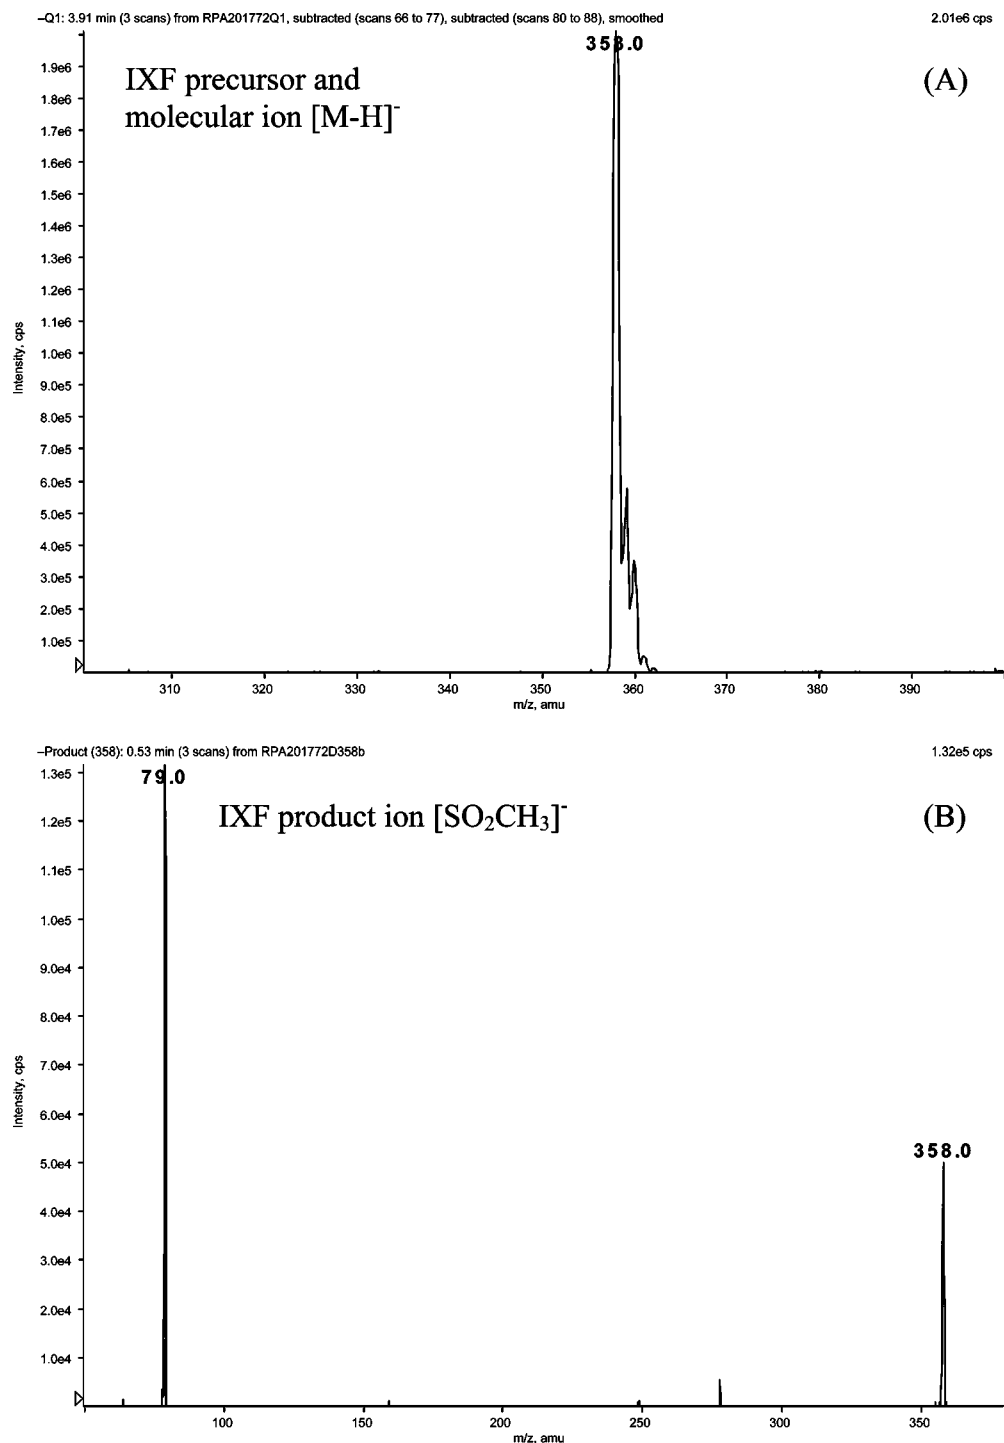 –Q1: 3.91 min (3 scans) from RPA201772Q1, subtracted (scans 66 to 77), subtracted (scans 80 to 88), smoothed 2.01e6 cps
358.0
IXF precursor and
molecular ion [M-H]⁻
(A)
1.9e6
1.8e6
1.7e6
1.6e6
1.5e6
1.4e6
1.3e6
1.2e6
1.1e6
1.0e6
9.0e5
8.0e5
7.0e5
6.0e5
5.0e5
4.0e5
3.0e5
2.0e5
1.0e5
Intensity, cps
310 320 330 340 350 360 370 380 390
m/z, amu
–Product (358): 0.53 min (3 scans) from RPA201772D358b 1.32e5 cps
79.0
IXF product ion [SO₂CH₃]⁻
(B)
358.0
1.3e5
1.2e5
1.1e5
1.0e5
9.0e4
8.0e4
7.0e4
6.0e4
5.0e4
4.0e4
3.0e4
2.0e4
1.0e4
Intensity, cps
100 150 200 250 300 350
m/z, amu